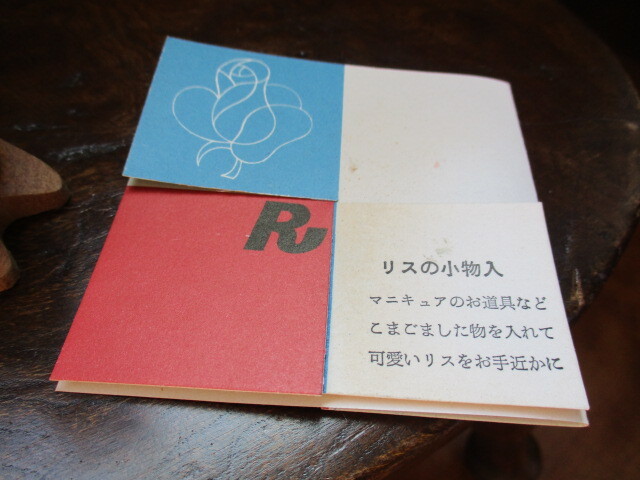 R
リスの小物入
マニキュアのお道具など
こまごました物を入れて
可愛いリスをお手近かに